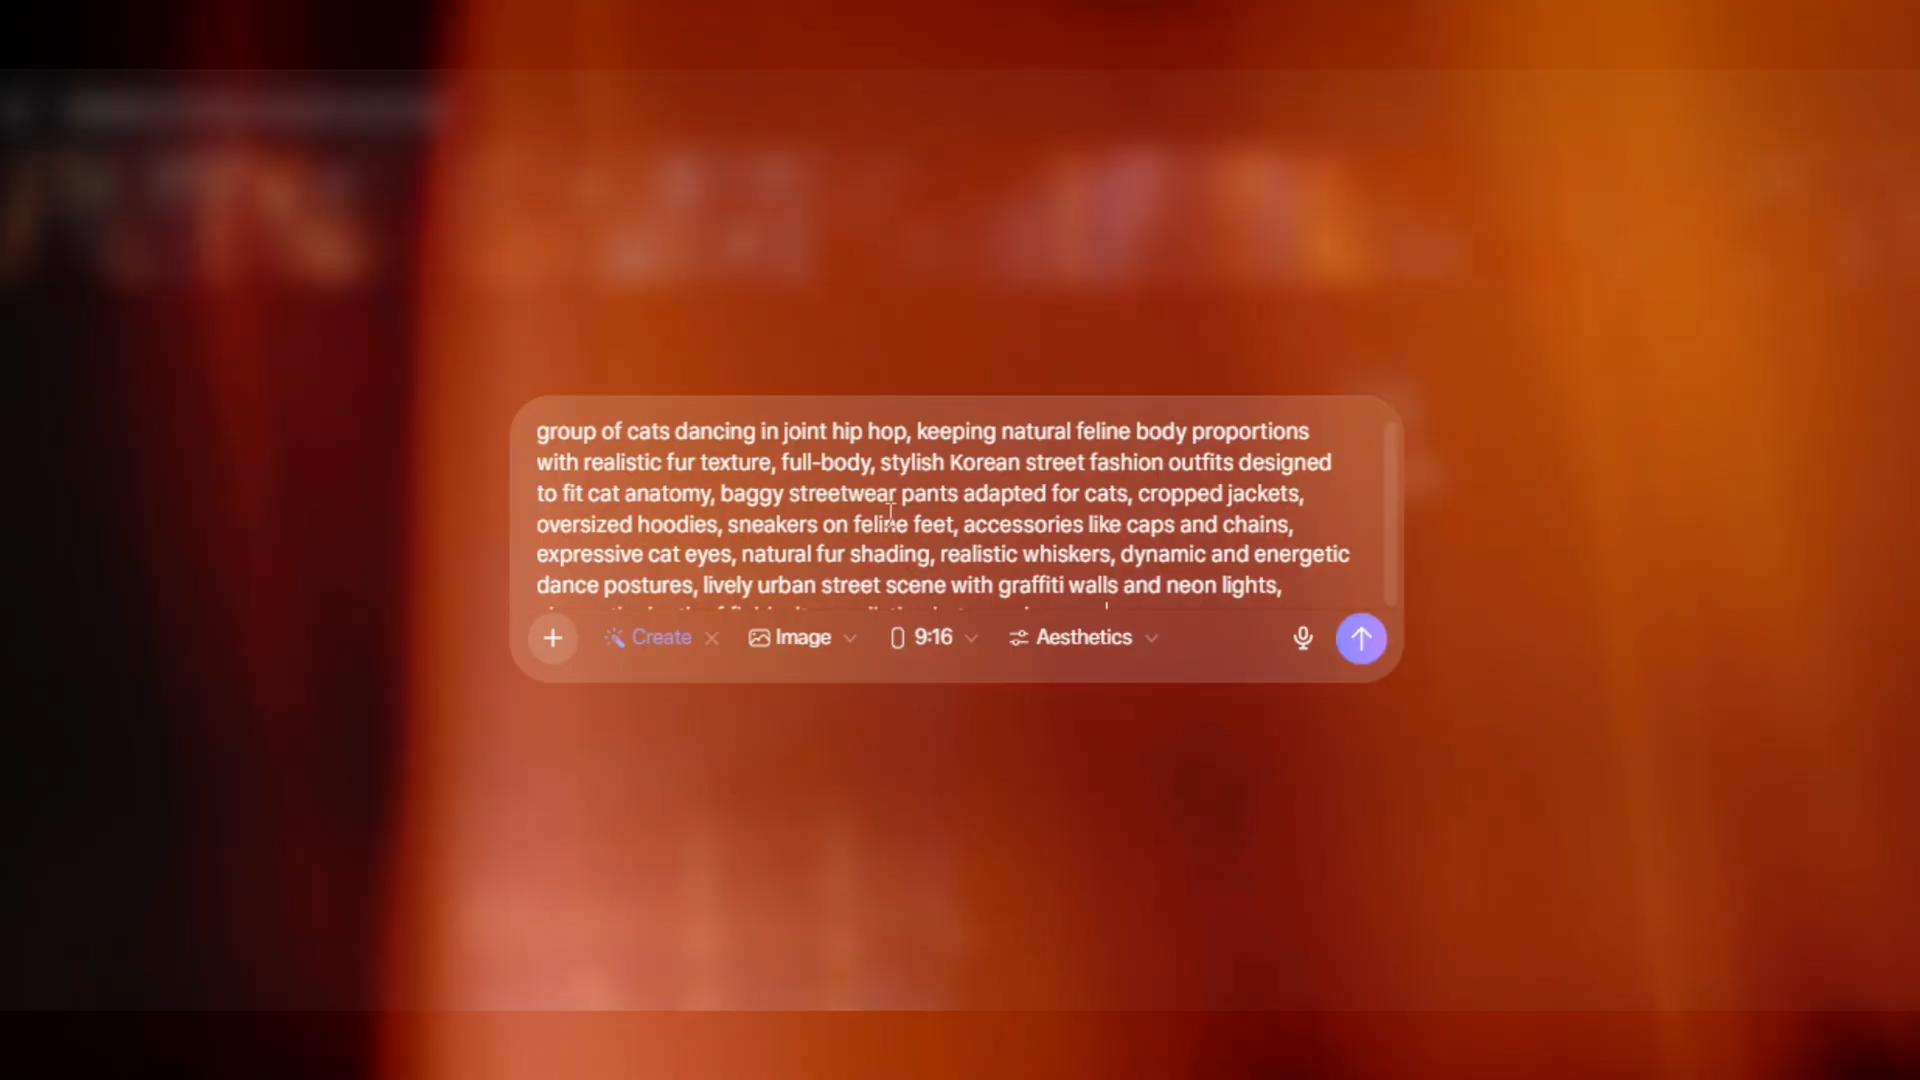 group of cats dancing in joint hip hop, keeping natural feline body proportions
with realistic fur texture, full-body, stylish Korean street fashion outfits designed
to fit cat anatomy, baggy streetwear pants adapted for cats, cropped jackets,
oversized hoodies, sneakers on feline feet, accessories like caps and chains,
expressive cat eyes, natural fur shading, realistic whiskers, dynamic and energetic
dance postures, lively urban street scene with graffiti walls and neon lights,
Create Image 9:16 Aesthetics